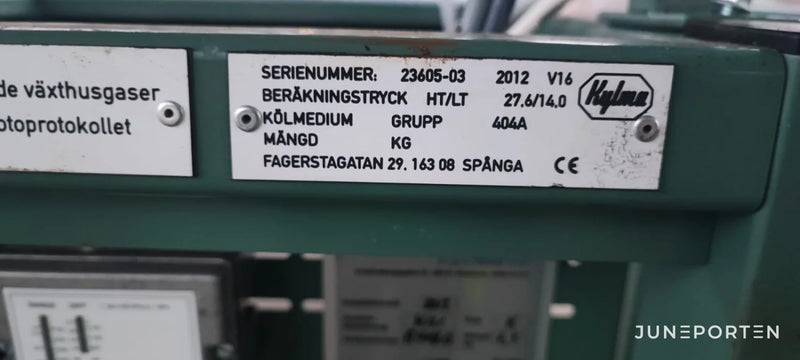 de växthusgaser
otoprotokollet
SERIENUMMER: 23605-03 2012 V16
BERÄKNINGSTRYCK HT/LT 27.6/14,0
KÖLMEDIUM GRUPP 404A
MÄNGD KG
FAGERSTAGATAN 29. 163 08 SPÅNGA CE
Kylma
JUNEPORTEN